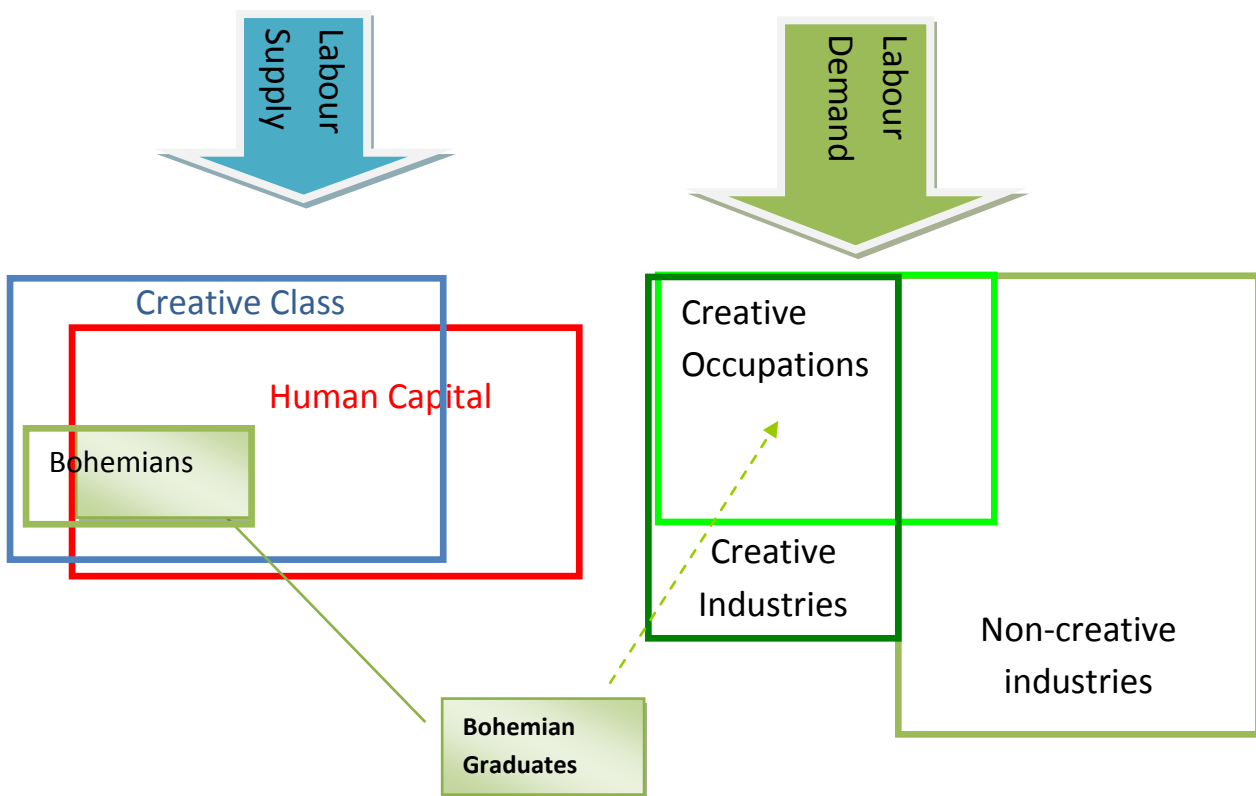 Labour
Supply
Labour
Demand
Creative Class
Human Capital
Bohemians
Creative
Occupations
Creative
Industries
Non-creative
industries
Bohemian
Graduates